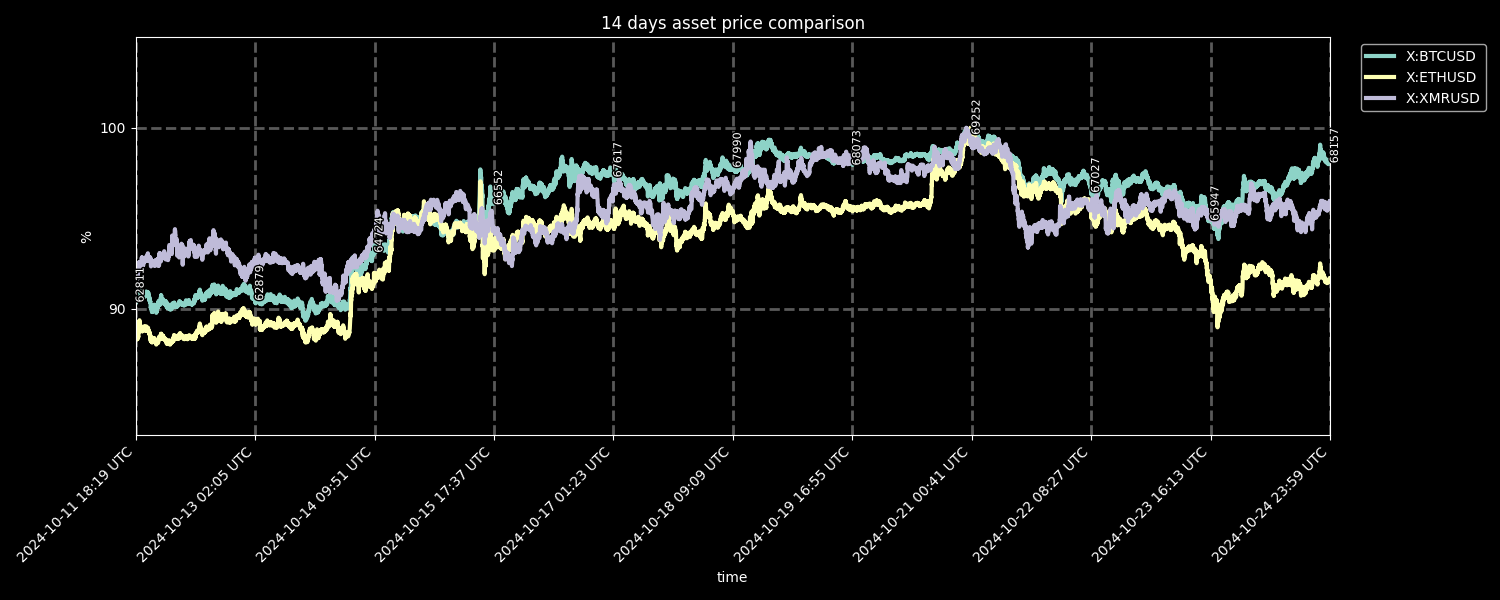 14 days asset price comparison
X:BTCUSD
X:ETHUSD
X:XMRUSD
100
90
%
62811
62879
64724
66552
67617
67990
68073
69252
67027
65947
68157
2024-10-11 18:19 UTC
2024-10-13 02:05 UTC
2024-10-14 09:51 UTC
2024-10-15 17:37 UTC
2024-10-17 01:23 UTC
2024-10-18 09:09 UTC
2024-10-19 16:55 UTC
2024-10-21 00:41 UTC
2024-10-22 08:27 UTC
2024-10-23 16:13 UTC
2024-10-24 23:59 UTC
time